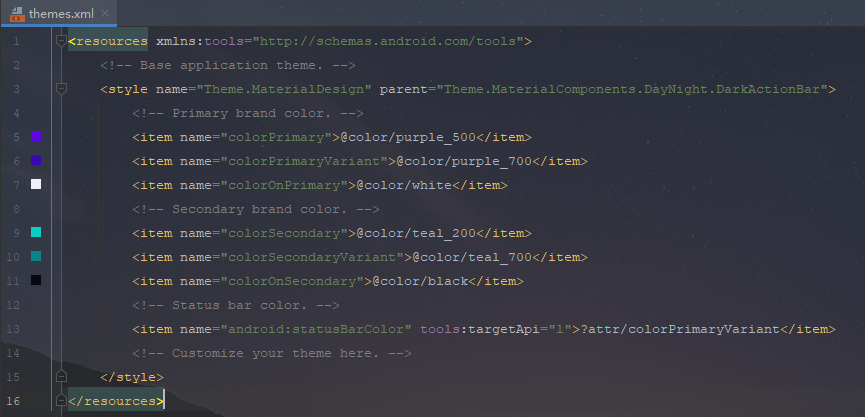 themes.xml
1 <resources xmlns:tools="http://schemas.android.com/tools">
2 <!-- Base application theme. -->
3 <style name="Theme.MaterialDesign" parent="Theme.MaterialComponents.DayNight.DarkActionBar">
4 <!-- Primary brand color. -->
5 <item name="colorPrimary">@color/purple_500</item>
6 <item name="colorPrimaryVariant">@color/purple_700</item>
7 <item name="colorOnPrimary">@color/white</item>
8 <!-- Secondary brand color. -->
9 <item name="colorSecondary">@color/teal_200</item>
10 <item name="colorSecondaryVariant">@color/teal_700</item>
11 <item name="colorOnSecondary">@color/black</item>
12 <!-- Status bar color. -->
13 <item name="android:statusBarColor" tools:targetApi="l">?attr/colorPrimaryVariant</item>
14 <!-- Customize your theme here. -->
15 </style>
16 </resources>